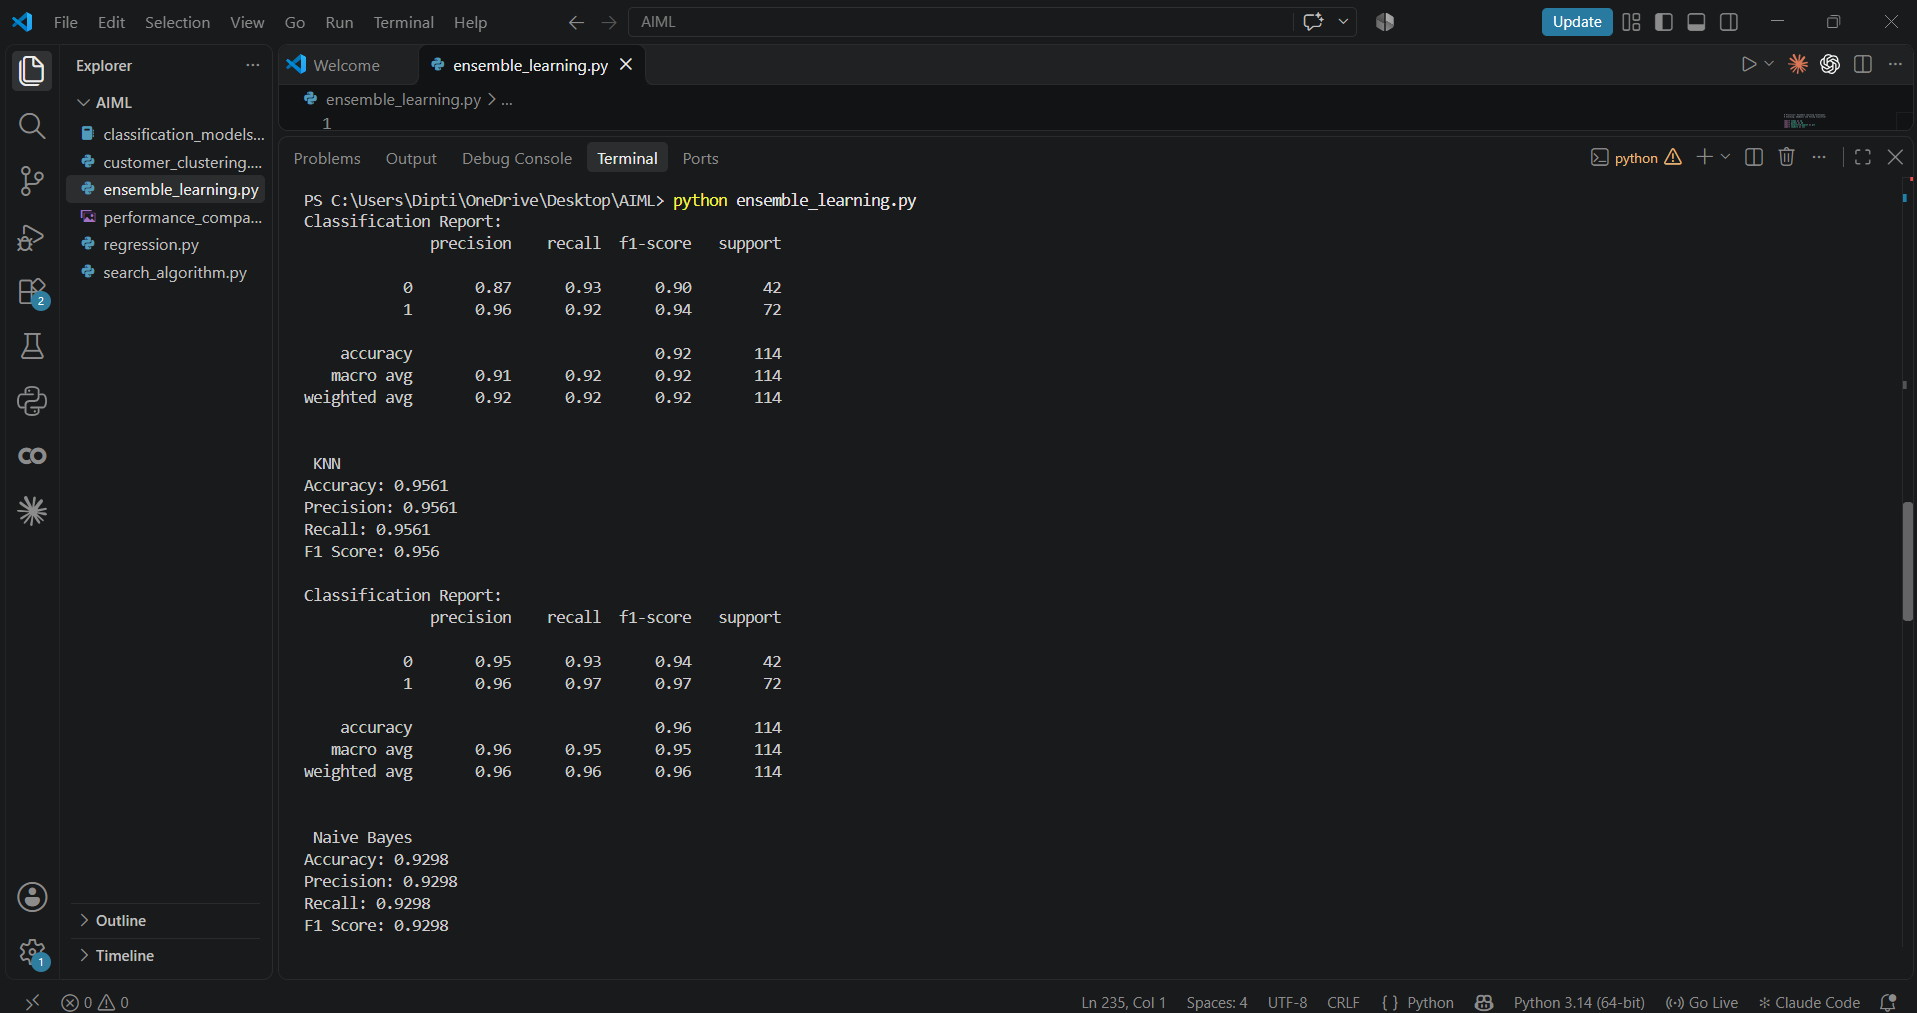 File Edit Selection View Go Run Terminal Help
AIML
Update
Explorer
AIML
classification_models...
customer_clustering....
ensemble_learning.py
performance_compa...
regression.py
search_algorithm.py
2
Outline
Timeline
1
Welcome
ensemble_learning.py
ensemble_learning.py > ...
1
Problems Output Debug Console Terminal Ports
python
PS C:\Users\Dipti\OneDrive\Desktop\AIML> python ensemble_learning.py
Classification Report:
precision recall f1-score support
0 0.87 0.93 0.90 42
1 0.96 0.92 0.94 72
accuracy 0.92 114
macro avg 0.91 0.92 0.92 114
weighted avg 0.92 0.92 0.92 114
KNN
Accuracy: 0.9561
Precision: 0.9561
Recall: 0.9561
F1 Score: 0.956
Classification Report:
precision recall f1-score support
0 0.95 0.93 0.94 42
1 0.96 0.97 0.97 72
accuracy 0.96 114
macro avg 0.96 0.95 0.95 114
weighted avg 0.96 0.96 0.96 114
Naive Bayes
Accuracy: 0.9298
Precision: 0.9298
Recall: 0.9298
F1 Score: 0.9298
0 0 Ln 235, Col 1 Spaces: 4 UTF-8 CRLF { } Python Python 3.14 (64-bit) Go Live Claude Code